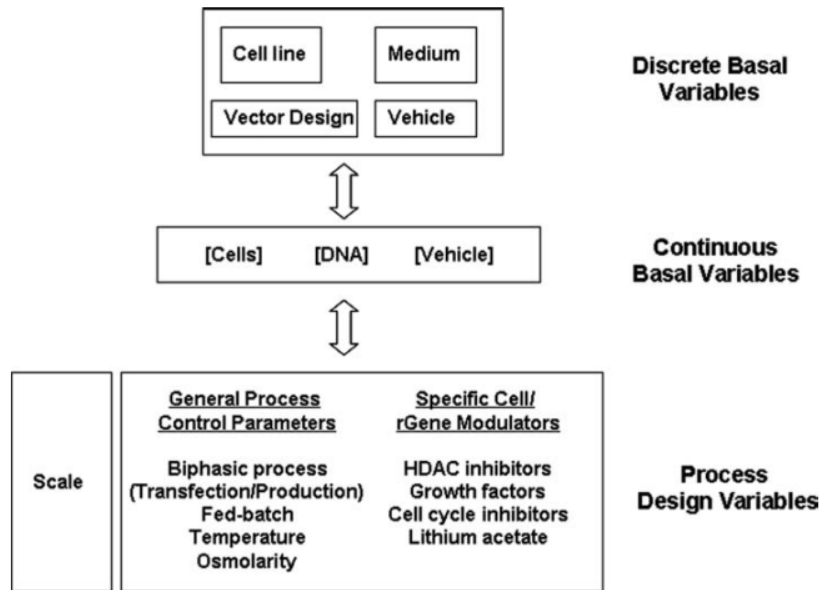 Cell line
Medium
Vector Design
Vehicle
Discrete Basal
Variables
[Cells] [DNA] [Vehicle]
Continuous
Basal Variables
Scale
General Process
Control Parameters
Biphasic process
(Transfection/Production)
Fed-batch
Temperature
Osmolarity
Specific Cell/
rGene Modulators
HDAC inhibitors
Growth factors
Cell cycle inhibitors
Lithium acetate
Process
Design Variables